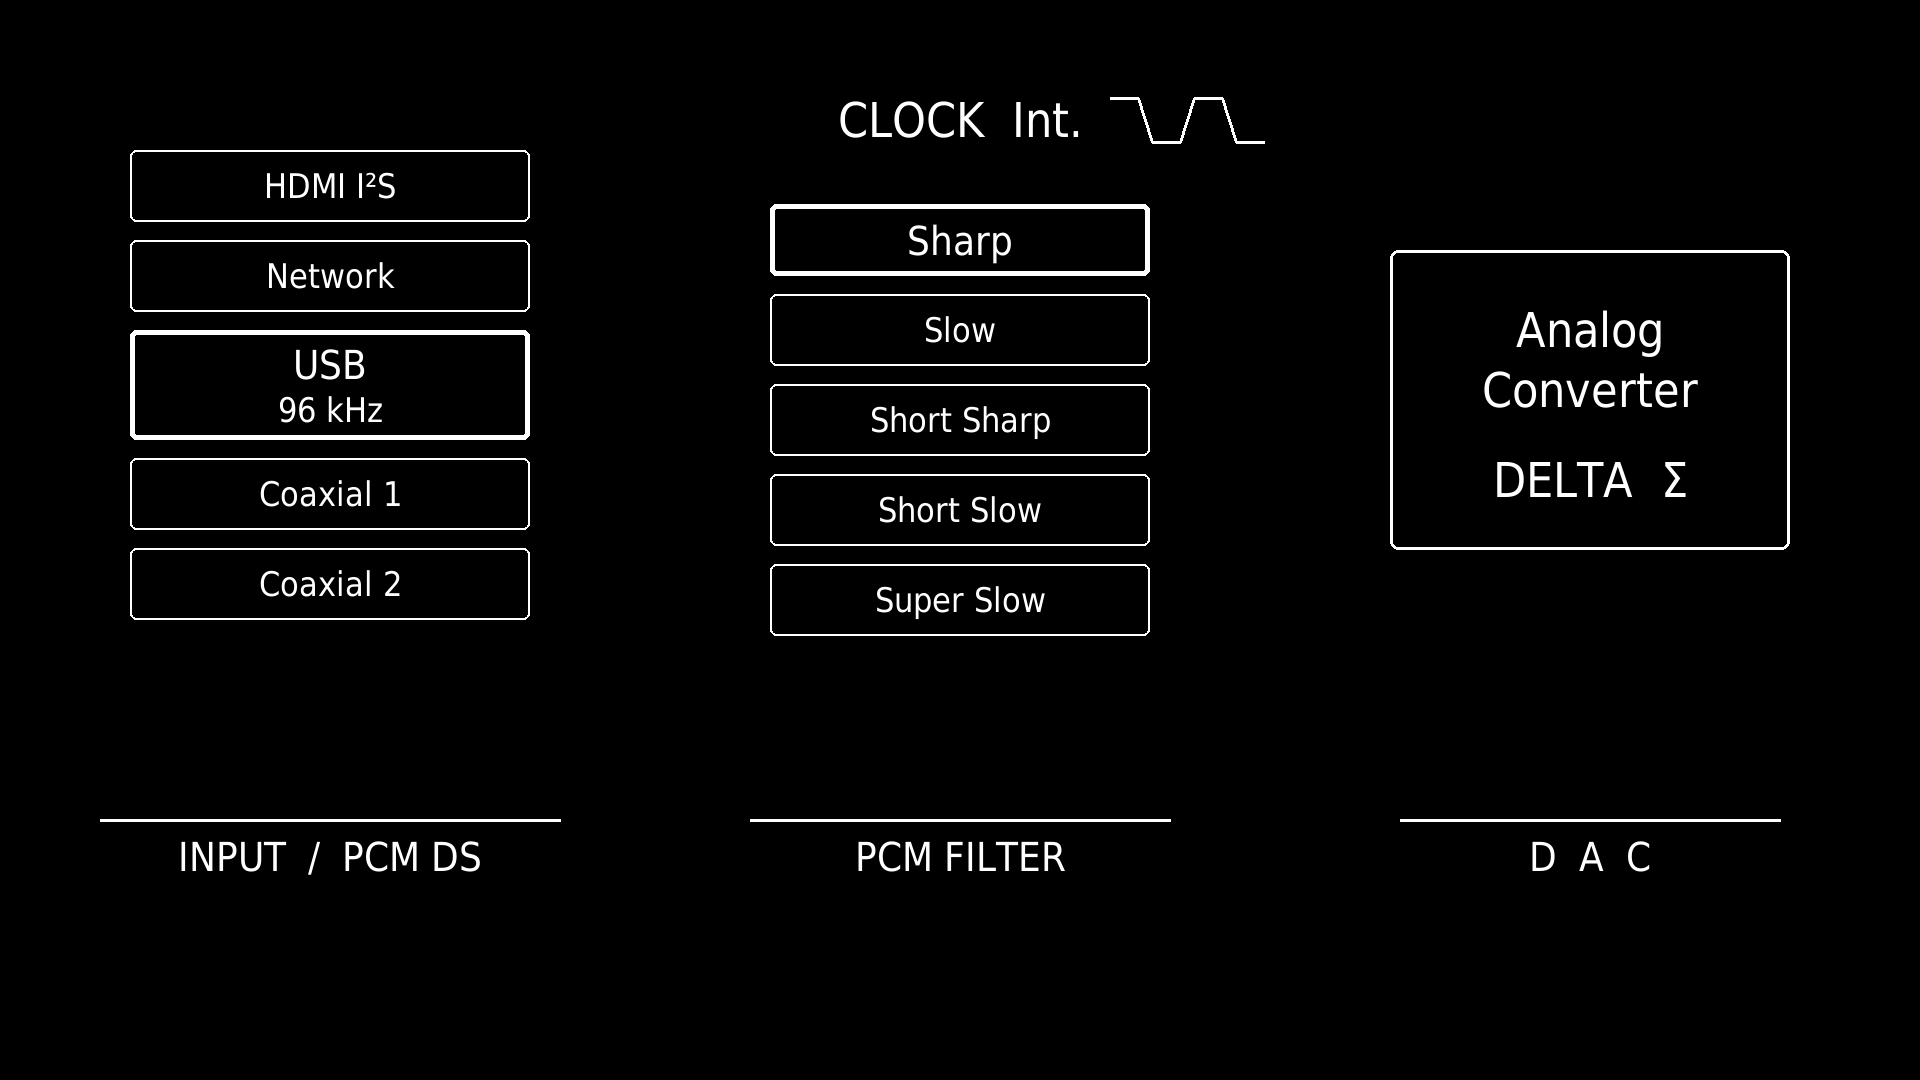 CLOCK Int.
HDMI I²S
Network
USB
96 kHz
Coaxial 1
Coaxial 2
INPUT / PCM DS
Sharp
Slow
Short Sharp
Short Slow
Super Slow
PCM FILTER
Analog
Converter
DELTA Σ
D A C